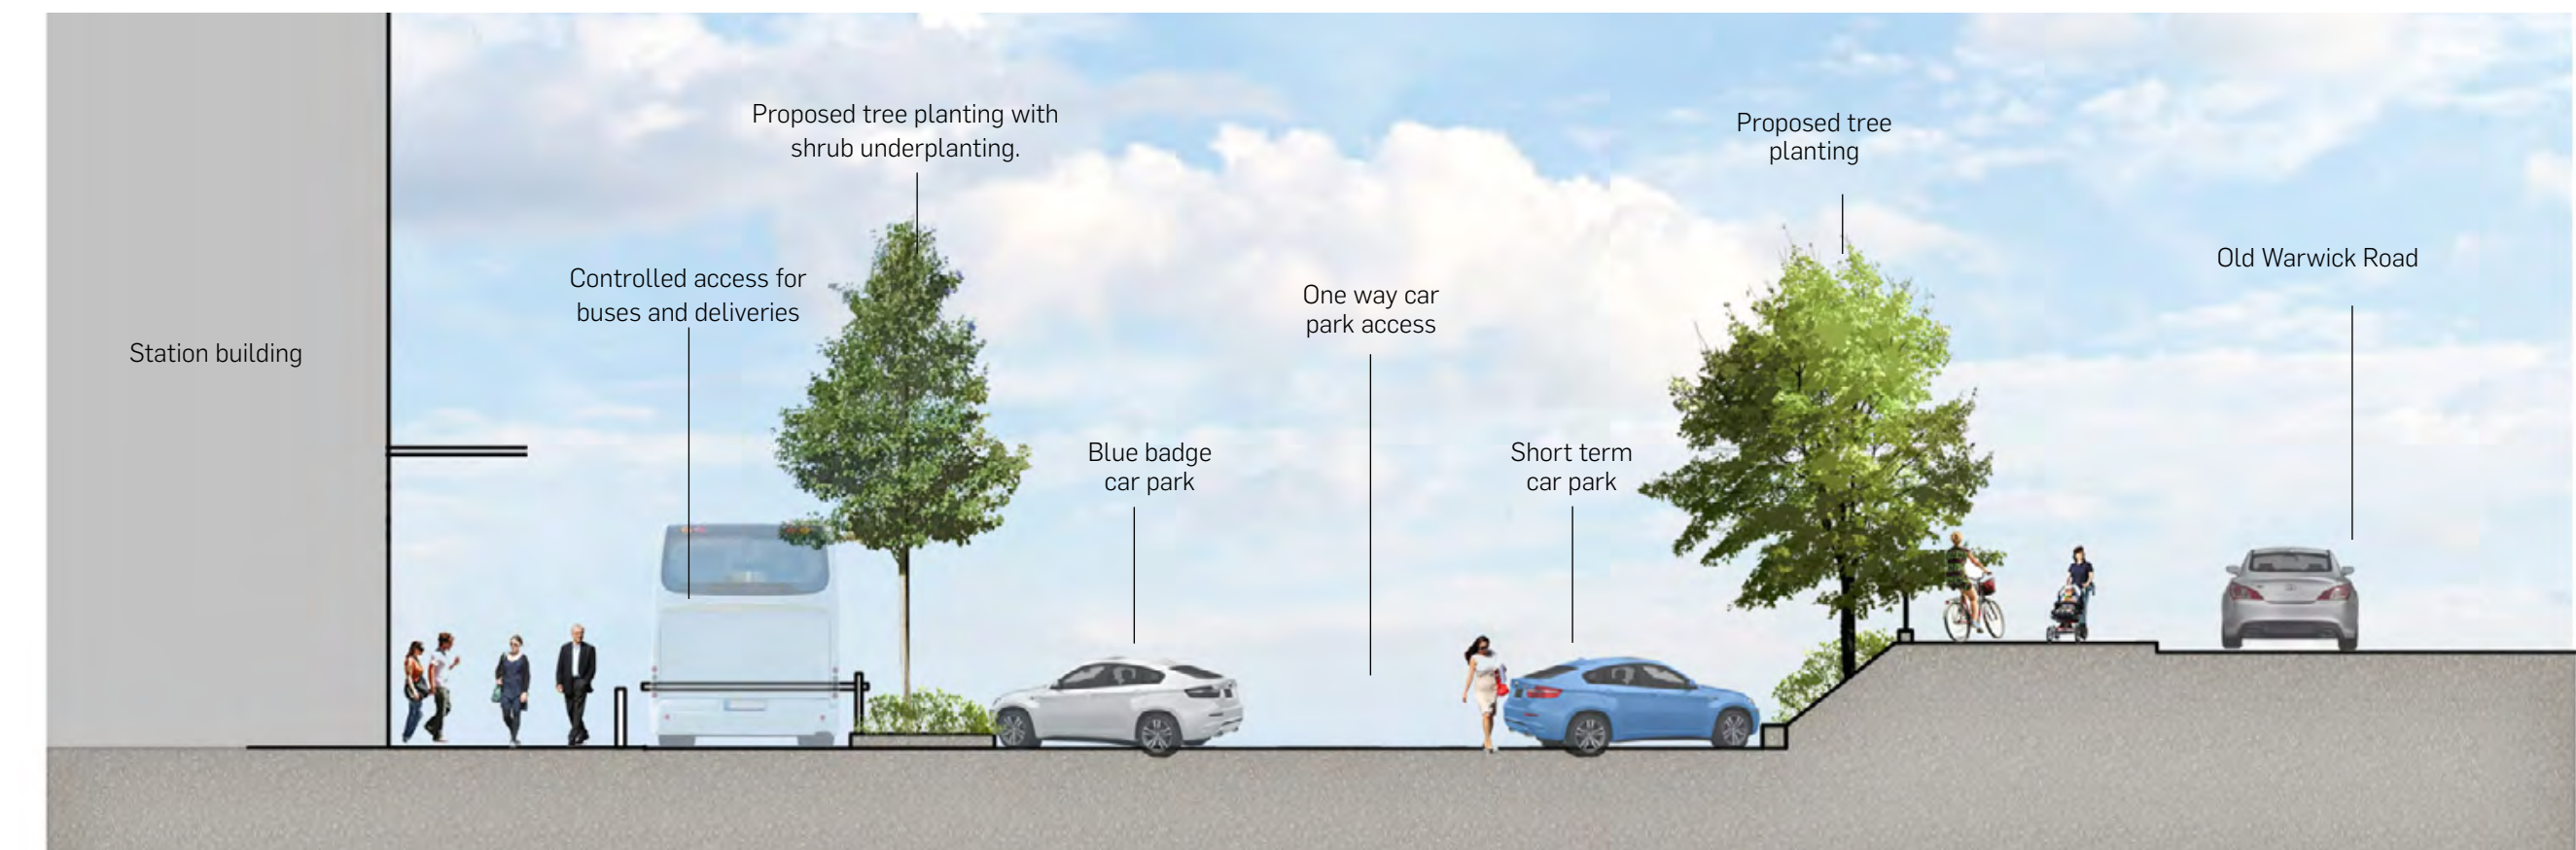 Station building
Controlled access for
buses and deliveries
Proposed tree planting with
shrub underplanting.
Blue badge
car park
One way car
park access
Short term
car park
Proposed tree
planting
Old Warwick Road